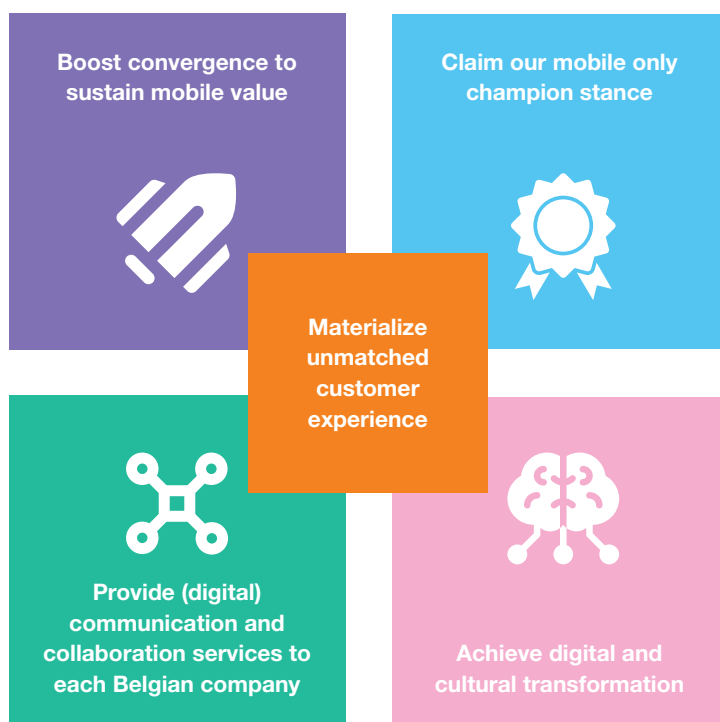 Boost convergence to
sustain mobile value
Claim our mobile only
champion stance
Materialize
unmatched
customer
experience
Provide (digital)
communication and
collaboration services to
each Belgian company
Achieve digital and
cultural transformation